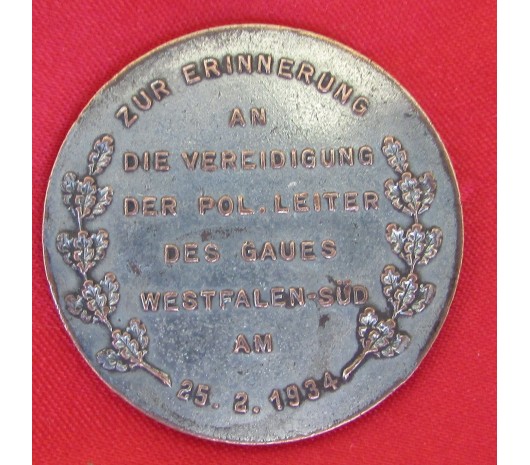 ZUR ERINNERUNG
AN
DIE VEREIDIGUNG
DER POL. LEITER
DES GAUES
WESTFALEN-SÜD
AM
25. 2. 1934